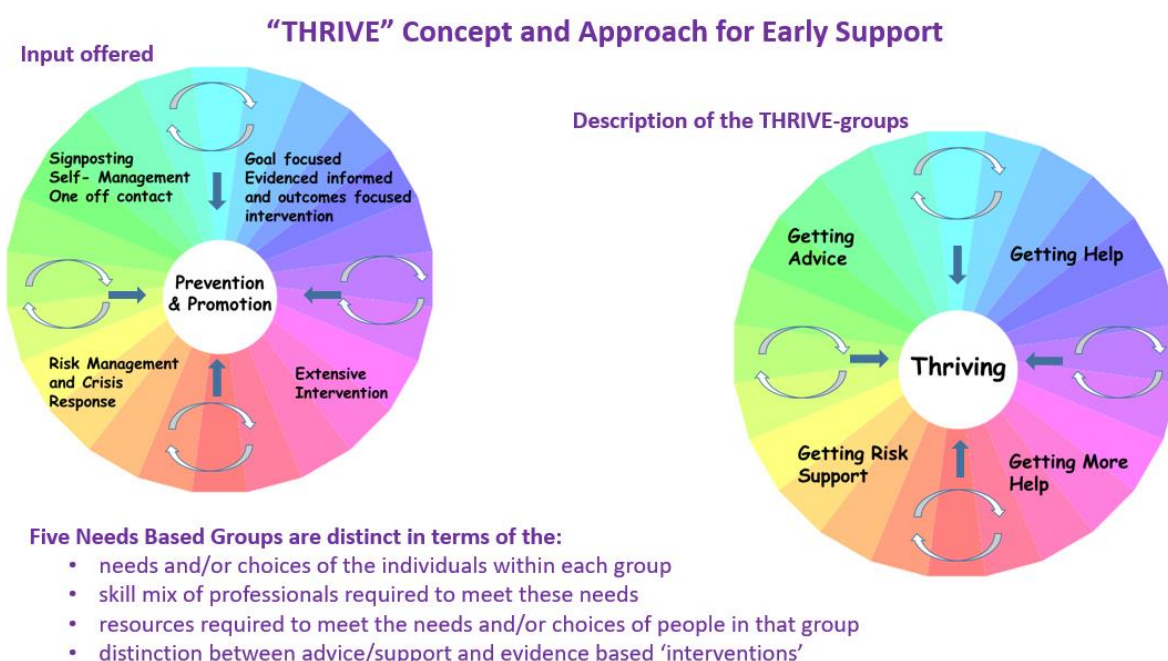 “THRIVE” Concept and Approach for Early Support
Input offered
Signposting
Self- Management
One off contact
Goal focused
Evidenced informed
and outcomes focused
intervention
Prevention
& Promotion
Risk Management
and Crisis
Response
Extensive
Intervention
Description of the THRIVE-groups
Getting
Advice
Getting Help
Thriving
Getting Risk
Support
Getting More
Help
Five Needs Based Groups are distinct in terms of the:
• needs and/or choices of the individuals within each group
• skill mix of professionals required to meet these needs
• resources required to meet the needs and/or choices of people in that group
• distinction between advice/support and evidence based ‘interventions’